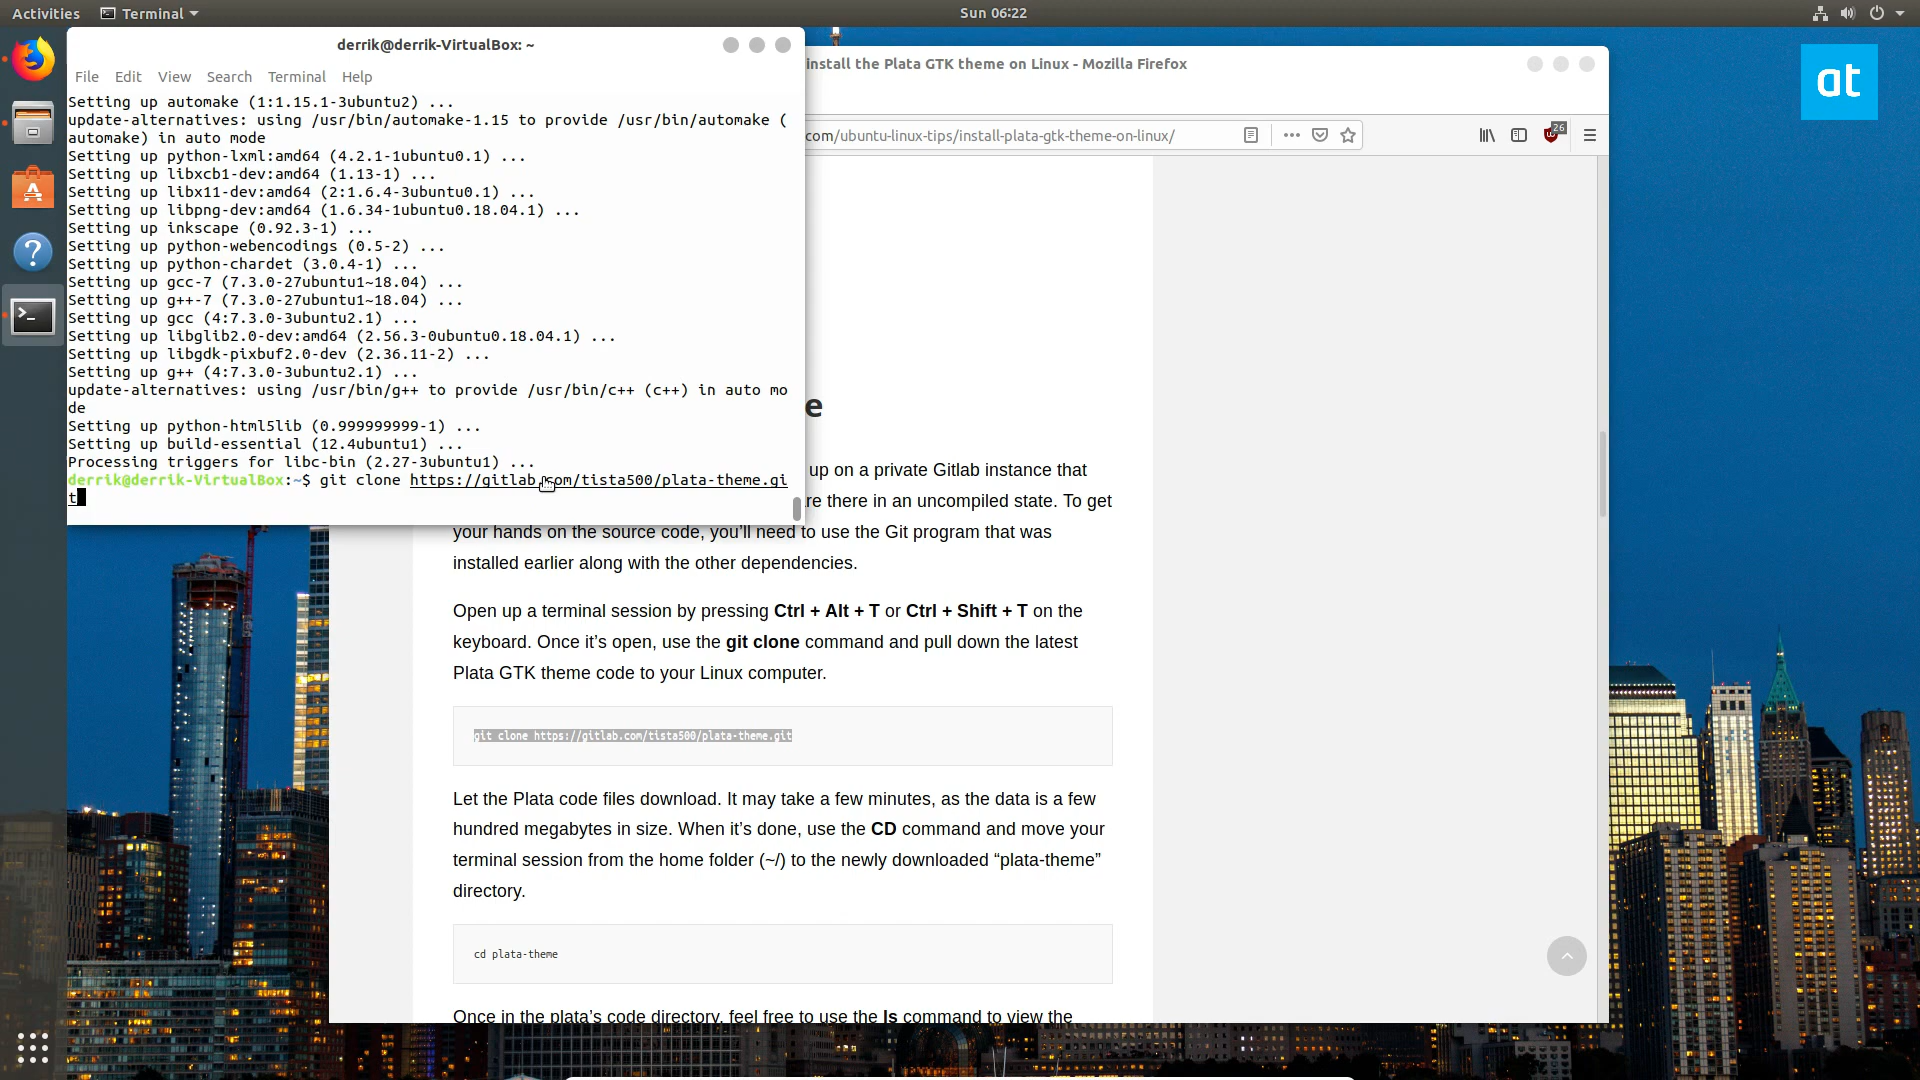 Activities
Terminal
Sun 06:22
derrik@derrik-VirtualBox: ~
File Edit View Search Terminal Help
Setting up automake (1:1.15.1-3ubuntu2) ...
update-alternatives: using /usr/bin/automake-1.15 to provide /usr/bin/automake (
automake) in auto mode
Setting up python-lxml:amd64 (4.2.1-1ubuntu0.1) ...
Setting up libxcb1-dev:amd64 (1.13-1) ...
Setting up libx11-dev:amd64 (2:1.6.4-3ubuntu0.1) ...
Setting up libpng-dev:amd64 (1.6.34-1ubuntu0.18.04.1) ...
Setting up inkscape (0.92.3-1) ...
Setting up python-webencodings (0.5-2) ...
Setting up python-chardet (3.0.4-1) ...
Setting up gcc-7 (7.3.0-27ubuntu1~18.04) ...
Setting up g++-7 (7.3.0-27ubuntu1~18.04) ...
Setting up gcc (4:7.3.0-3ubuntu2.1) ...
Setting up libglib2.0-dev:amd64 (2.56.3-0ubuntu0.18.04.1) ...
Setting up libgdk-pixbuf2.0-dev (2.36.11-2) ...
Setting up g++ (4:7.3.0-3ubuntu2.1) ...
update-alternatives: using /usr/bin/g++ to provide /usr/bin/c++ (c++) in auto mo
de
Setting up python-html5lib (0.999999999-1) ...
Setting up build-essential (12.4ubuntu1) ...
Processing triggers for libc-bin (2.27-3ubuntu1) ...
derrik@derrik-VirtualBox:~$ git clone https://gitlab.com/tista500/plata-theme.gi
t
install the Plata GTK theme on Linux - Mozilla Firefox
com/ubuntu-linux-tips/install-plata-gtk-theme-on-linux/
26
at
e
up on a private Gitlab instance that
re there in an uncompiled state. To get
your hands on the source code, you’ll need to use the Git program that was
installed earlier along with the other dependencies.
Open up a terminal session by pressing Ctrl + Alt + T or Ctrl + Shift + T on the
keyboard. Once it’s open, use the git clone command and pull down the latest
Plata GTK theme code to your Linux computer.
git clone https://gitlab.com/tista500/plata-theme.git
Let the Plata code files download. It may take a few minutes, as the data is a few
hundred megabytes in size. When it’s done, use the CD command and move your
terminal session from the home folder (~/) to the newly downloaded “plata-theme”
directory.
cd plata-theme
Once in the plata’s code directory, feel free to use the ls command to view the